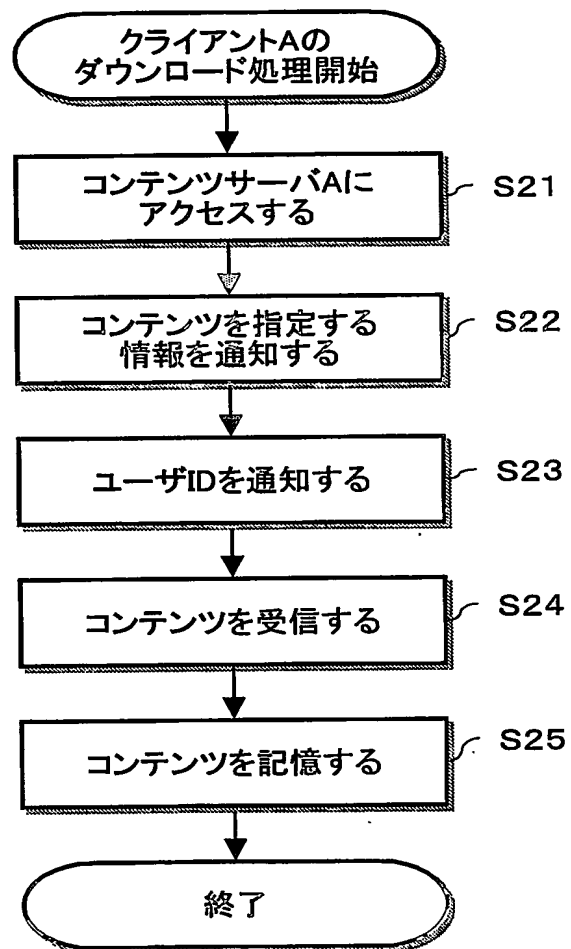 クライアントAの
ダウンロード処理開始
コンテンツサーバAに
アクセスする
S21
コンテンツを指定する
情報を通知する
S22
ユーザIDを通知する
S23
コンテンツを受信する
S24
コンテンツを記憶する
S25
終了